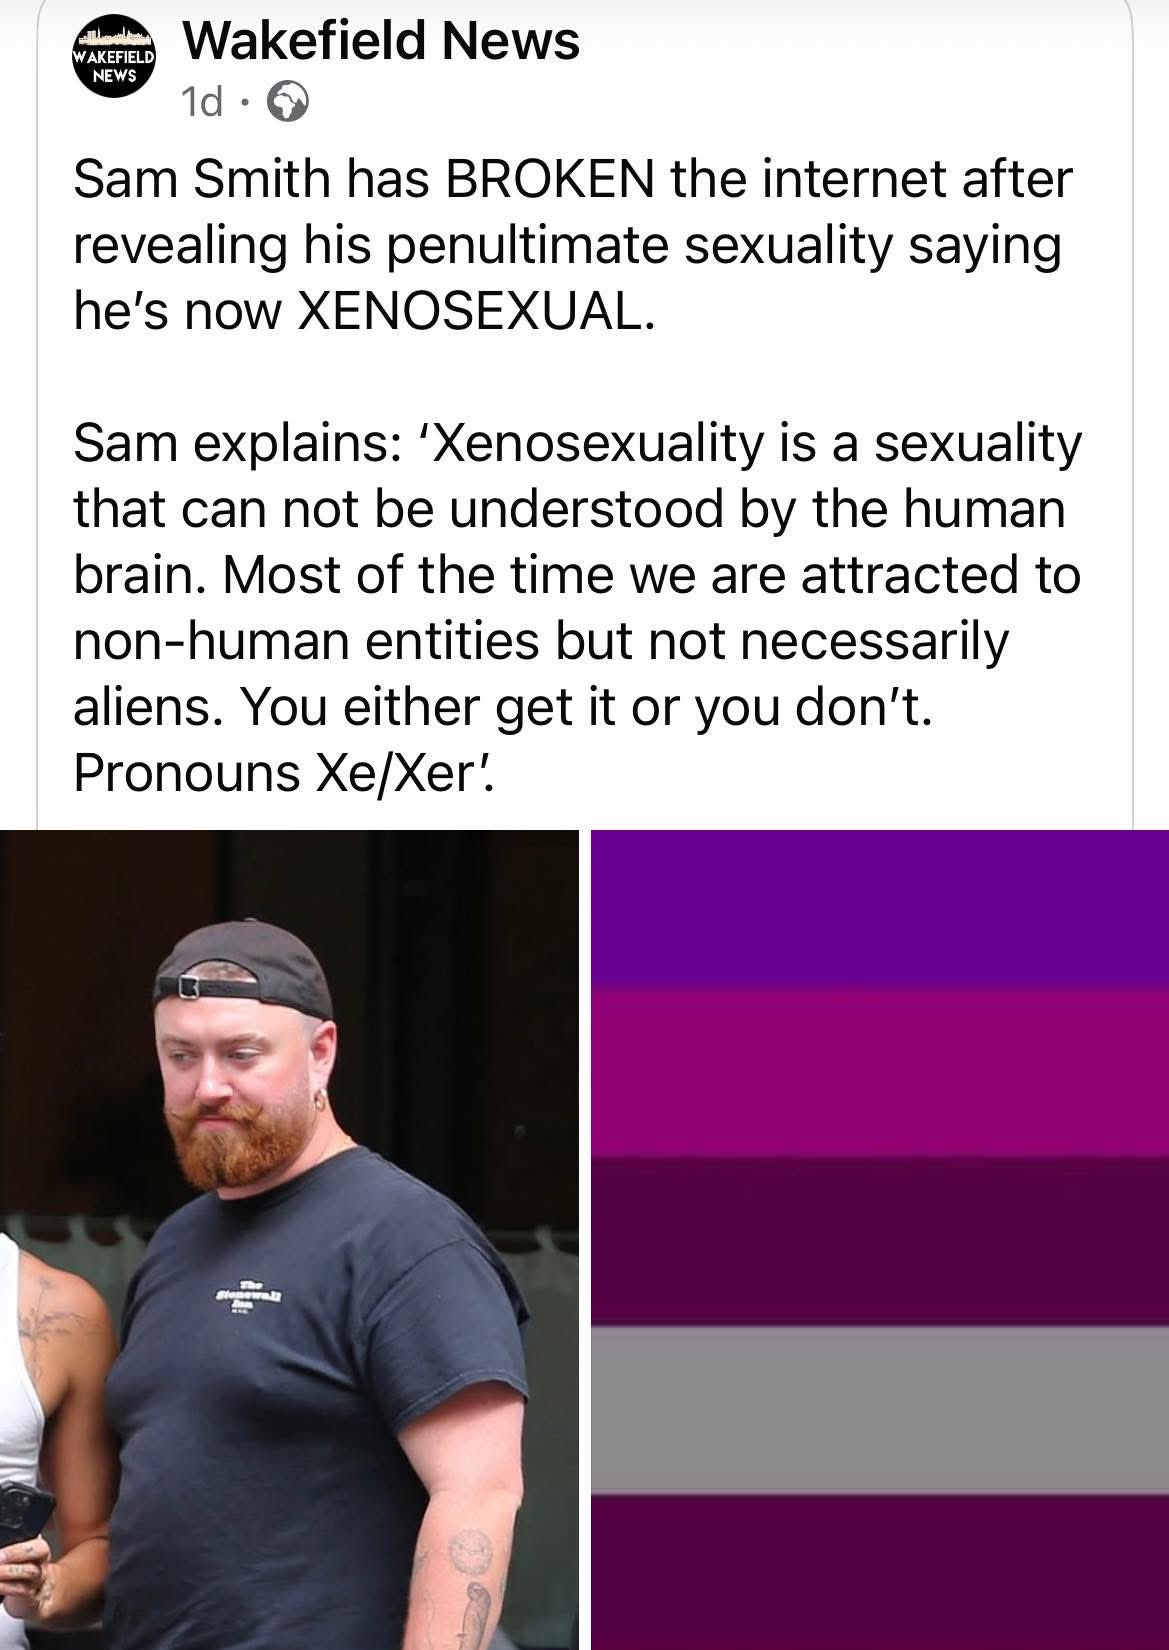 WAKEFIELD
NEWS
Wakefield News
1d ·
Sam Smith has BROKEN the internet after
revealing his penultimate sexuality saying
he’s now XENOSEXUAL.
Sam explains: ‘Xenosexuality is a sexuality
that can not be understood by the human
brain. Most of the time we are attracted to
non-human entities but not necessarily
aliens. You either get it or you don’t.
Pronouns Xe/Xer’.
The
Stonewall
Inn